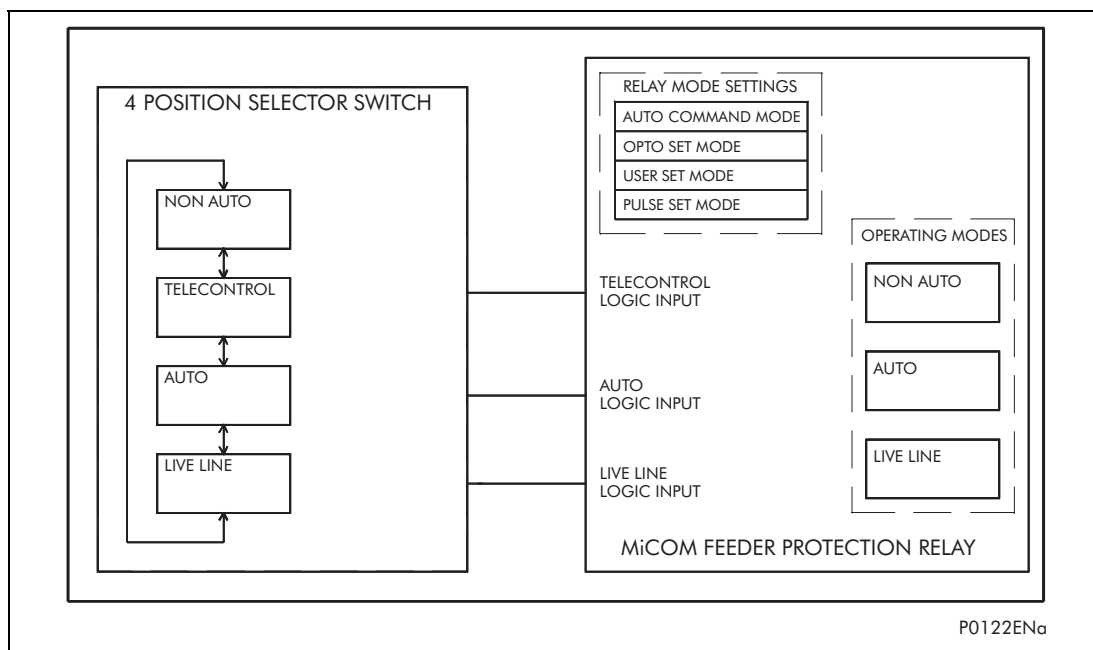 4 POSITION SELECTOR SWITCH
NON AUTO
TELECONTROL
AUTO
LIVE LINE
RELAY MODE SETTINGS
AUTO COMMAND MODE
OPTO SET MODE
USER SET MODE
PULSE SET MODE
TELECONTROL
LOGIC INPUT
AUTO
LOGIC INPUT
LIVE LINE
LOGIC INPUT
OPERATING MODES
NON AUTO
AUTO
LIVE LINE
MiCOM FEEDER PROTECTION RELAY
P0122ENa